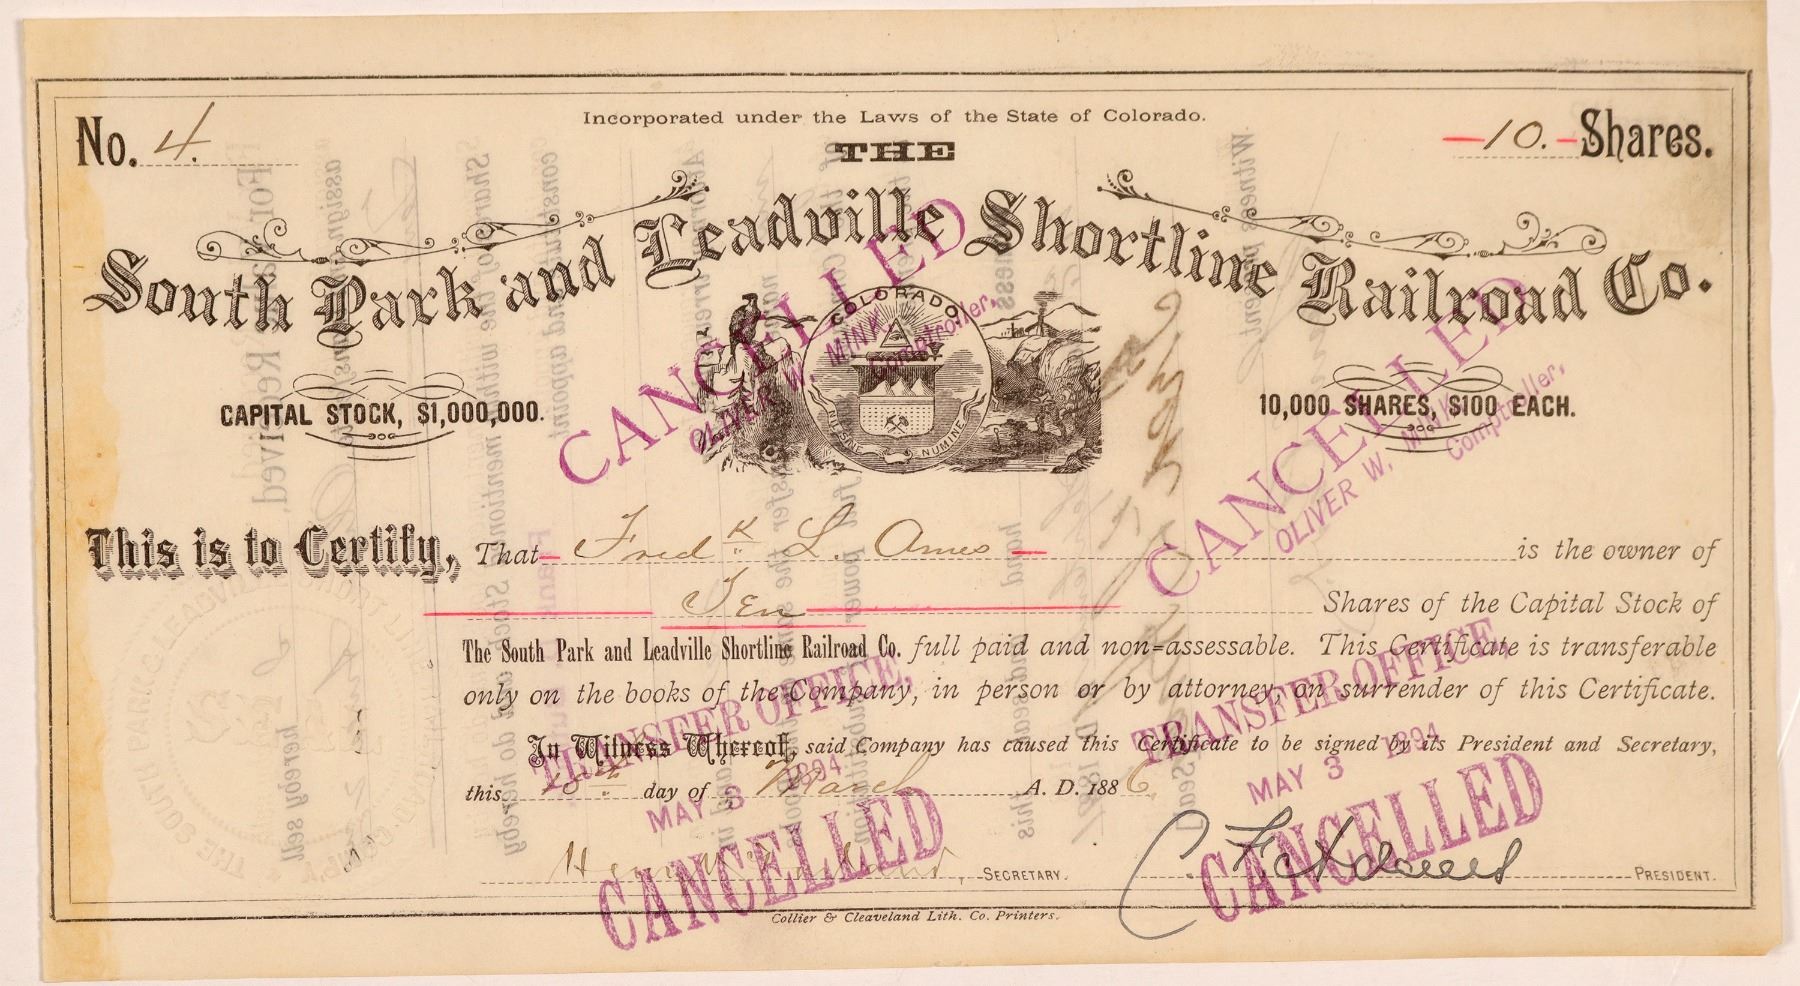 Incorporated under the Laws of the State of Colorado.
No. 4.
THE
-10.- Shares.
South Park and Leadville Shortline Railroad Co.
CAPITAL STOCK, $1,000,000.
COLORADO
NIL SINE NUMINE
10,000 SHARES, $100 EACH.
CANCELLED
OLIVER W. MINK,
Comptroller.
CANCELLED
OLIVER W. MINK,
Comptroller.
This is to Certify, That - Fredk L. Ames - is the owner of
Ten Shares of the Capital Stock of
The South Park and Leadville Shortline Railroad Co. full paid and non=assessable. This Certificate is transferable
only on the books of the Company, in person or by attorney, on surrender of this Certificate.
In Witness Whereof, said Company has caused this Certificate to be signed by its President and Secretary,
this 18th day of March A. D. 1886.
TRANSFER OFFICE,
MAY 3 1894
CANCELLED
TRANSFER OFFICE,
MAY 3 1894
CANCELLED
SECRETARY.
C. F. Adams PRESIDENT.
Collier & Cleaveland Lith. Co. Printers.